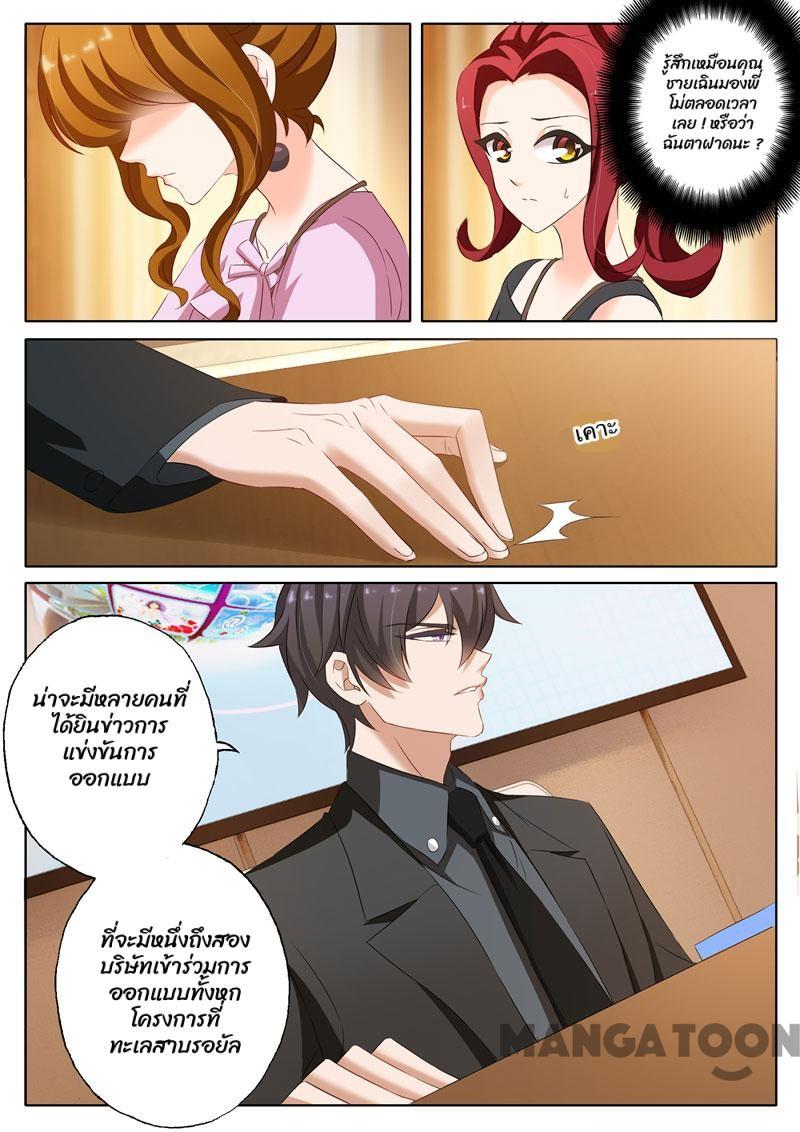 รู้สึกเหมือนคุณ
ชายเฉินมองพี่
โม่ตลอดเวลา
เลย ! หรือว่า
ฉันตาฝาดนะ ?
เคาะ
น่าจะมีหลายคนที่
ได้ยินข่าวการ
แข่งขันการ
ออกแบบ
ที่จะมีหนึ่งถึงสอง
บริษัทเข้าร่วมการ
ออกแบบทั้งหก
โครงการที่
ทะเลสาบรอยัล
MANGATOON